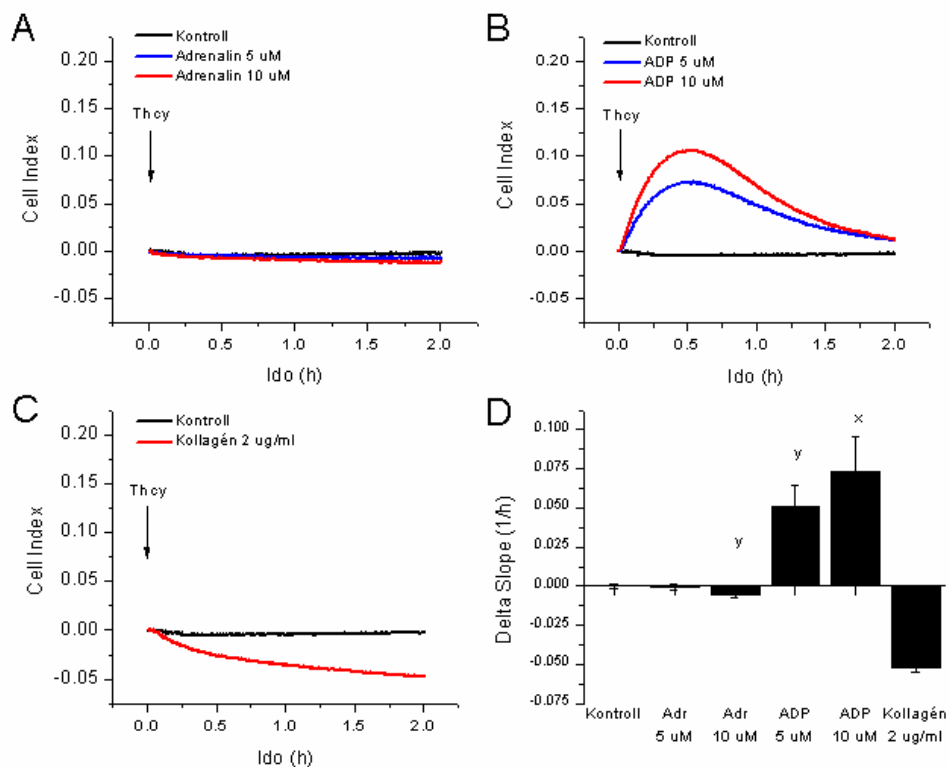 A
Kontroll
Adrenalin 5 uM
Adrenalin 10 uM
Thcy
0.20
0.15
0.10
0.05
0.00
-0.05
Cell Index
0.0 0.5 1.0 1.5 2.0
Ido (h)
B
Kontroll
ADP 5 uM
ADP 10 uM
Thcy
0.20
0.15
0.10
0.05
0.00
-0.05
Cell Index
0.0 0.5 1.0 1.5 2.0
Ido (h)
C
Kontroll
Kollagén 2 ug/ml
Thcy
0.20
0.15
0.10
0.05
0.00
-0.05
Cell Index
0.0 0.5 1.0 1.5 2.0
Ido (h)
D
0.100
0.075
0.050
0.025
0.000
-0.025
-0.050
-0.075
Delta Slope (1/h)
y
y
x
Kontroll Adr Adr ADP ADP Kollagén
5 uM 10 uM 5 uM 10 uM 2 ug/ml